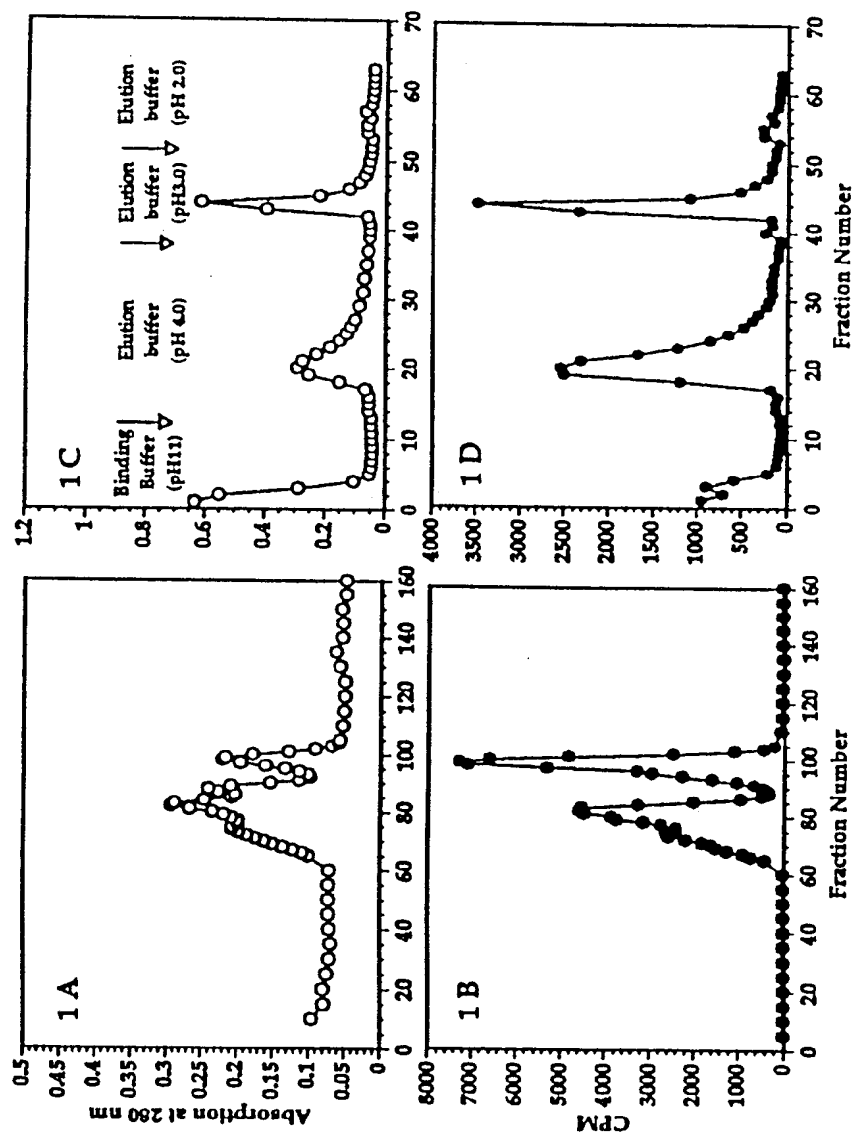 1 A
Absorption at 280 nm
0.5
0.45
0.4
0.35
0.3
0.25
0.2
0.15
0.1
0.05
0
0 20 40 60 80 100 120 140 160
1 C
Binding Buffer (pH11)
Elution buffer (pH 4.0)
Elution buffer (pH3.0)
Elution buffer (pH 2.0)
1.2
1
0.8
0.6
0.4
0.2
0
0 10 20 30 40 50 60 70
1 B
CPM
8000
7000
6000
5000
4000
3000
2000
1000
0
0 20 40 60 80 100 120 140 160
Fraction Number
1 D
4000
3500
3000
2500
2000
1500
1000
500
0
0 10 20 30 40 50 60 70
Fraction Number